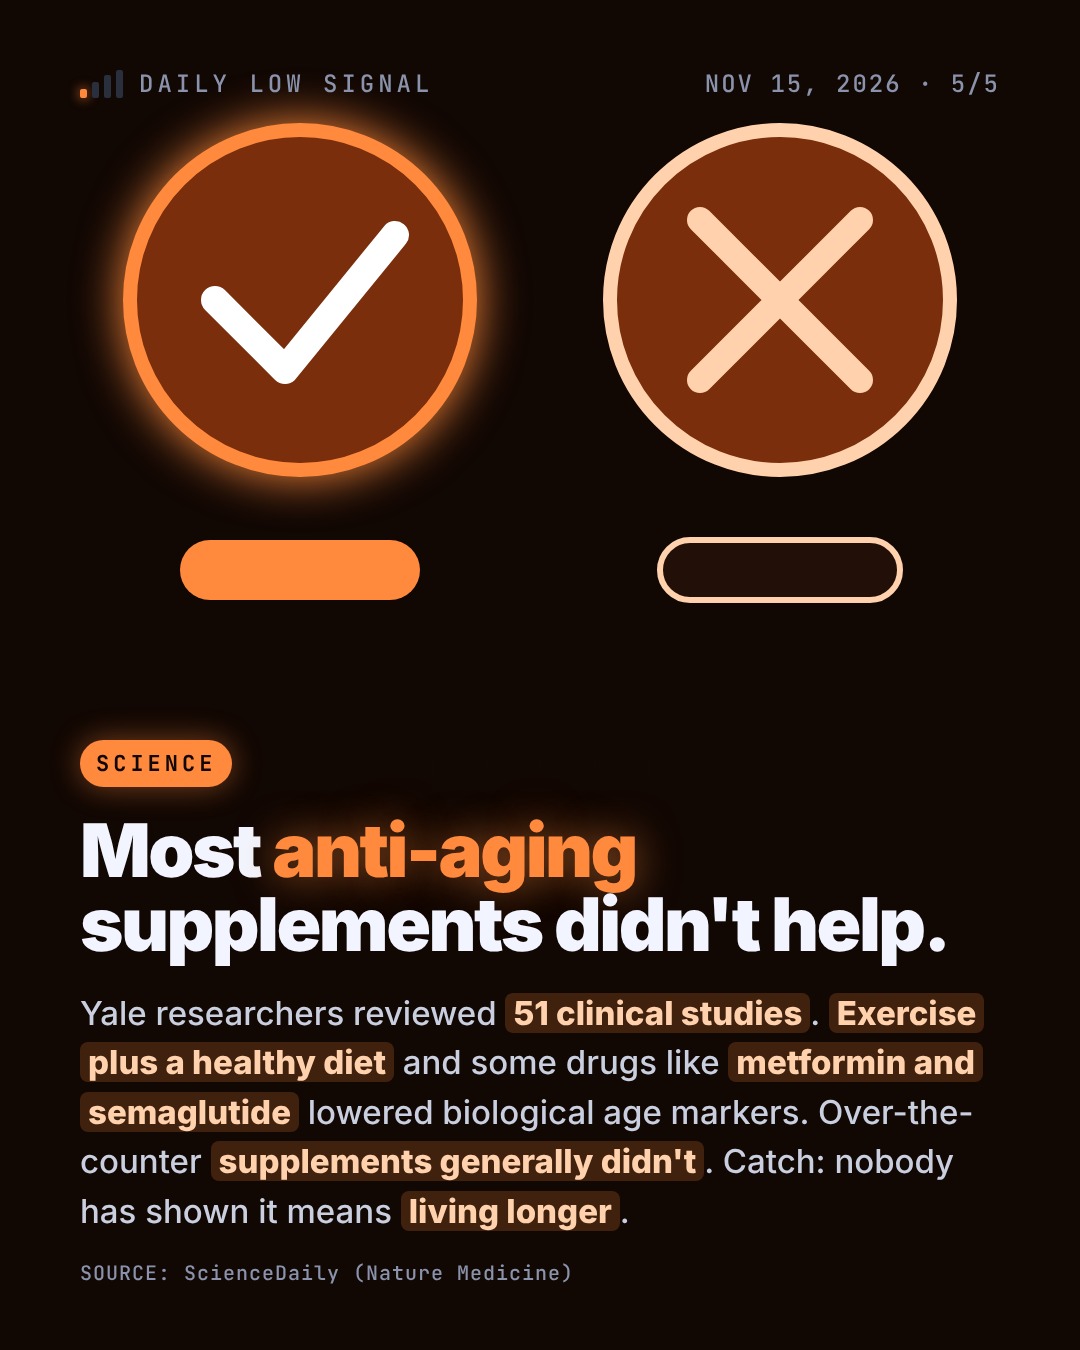 DAILY LOW SIGNAL
NOV 15, 2026 · 5/5
SCIENCE
Most anti-aging
supplements didn't help.
Yale researchers reviewed 51 clinical studies. Exercise
plus a healthy diet and some drugs like metformin and
semaglutide lowered biological age markers. Over-the-
counter supplements generally didn't. Catch: nobody
has shown it means living longer.
SOURCE: ScienceDaily (Nature Medicine)